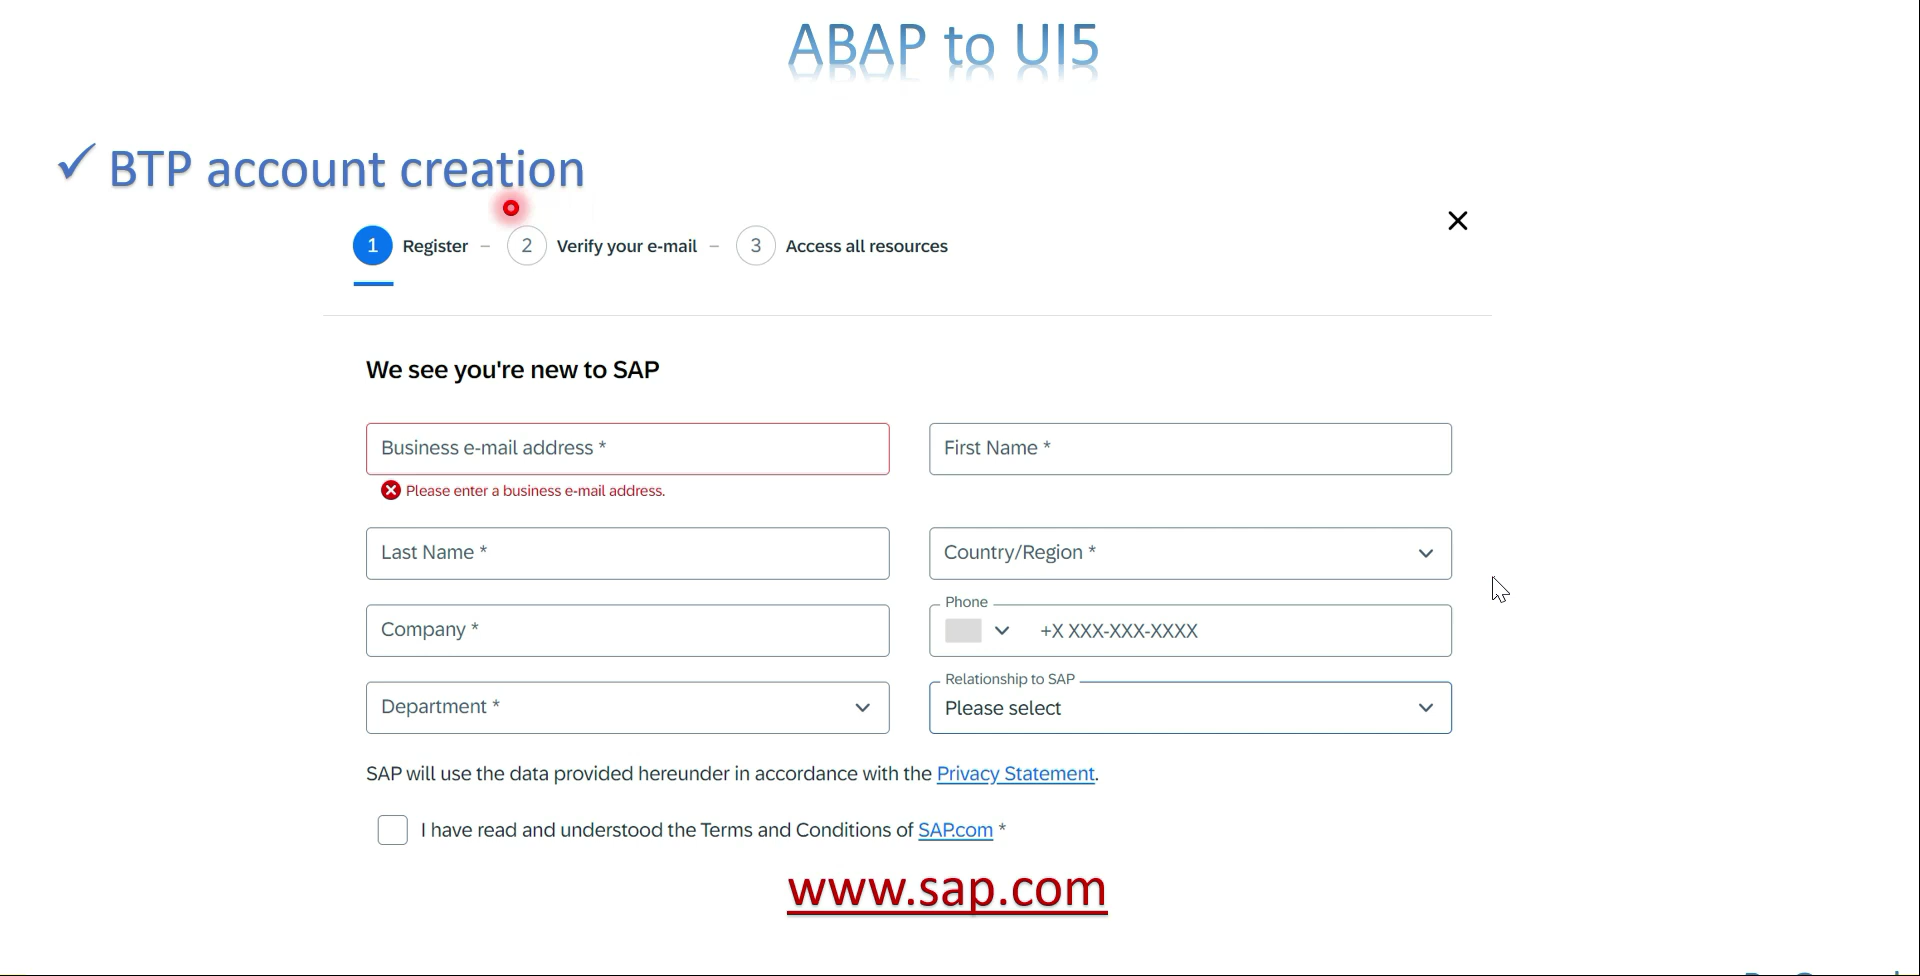 ABAP to UI5
✓ BTP account creation
1 Register – 2 Verify your e-mail – 3 Access all resources
We see you're new to SAP
Business e-mail address * First Name *
Please enter a business e-mail address.
Last Name * Country/Region *
Phone
Company * +X XXX-XXX-XXXX
Relationship to SAP
Department * Please select
SAP will use the data provided hereunder in accordance with the Privacy Statement.
I have read and understood the Terms and Conditions of SAP.com *
www.sap.com